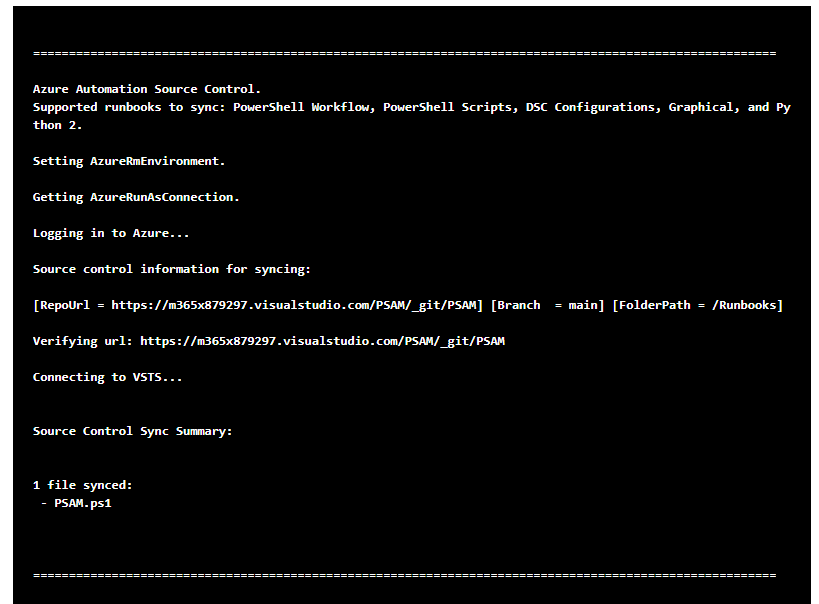 ========================================================================================================
Azure Automation Source Control.
Supported runbooks to sync: PowerShell Workflow, PowerShell Scripts, DSC Configurations, Graphical, and Py
thon 2.
Setting AzureRmEnvironment.
Getting AzureRunAsConnection.
Logging in to Azure...
Source control information for syncing:
[RepoUrl = https://m365x879297.visualstudio.com/PSAM/_git/PSAM] [Branch  = main] [FolderPath = /Runbooks]
Verifying url: https://m365x879297.visualstudio.com/PSAM/_git/PSAM
Connecting to VSTS...
Source Control Sync Summary:
1 file synced:
 - PSAM.ps1
========================================================================================================